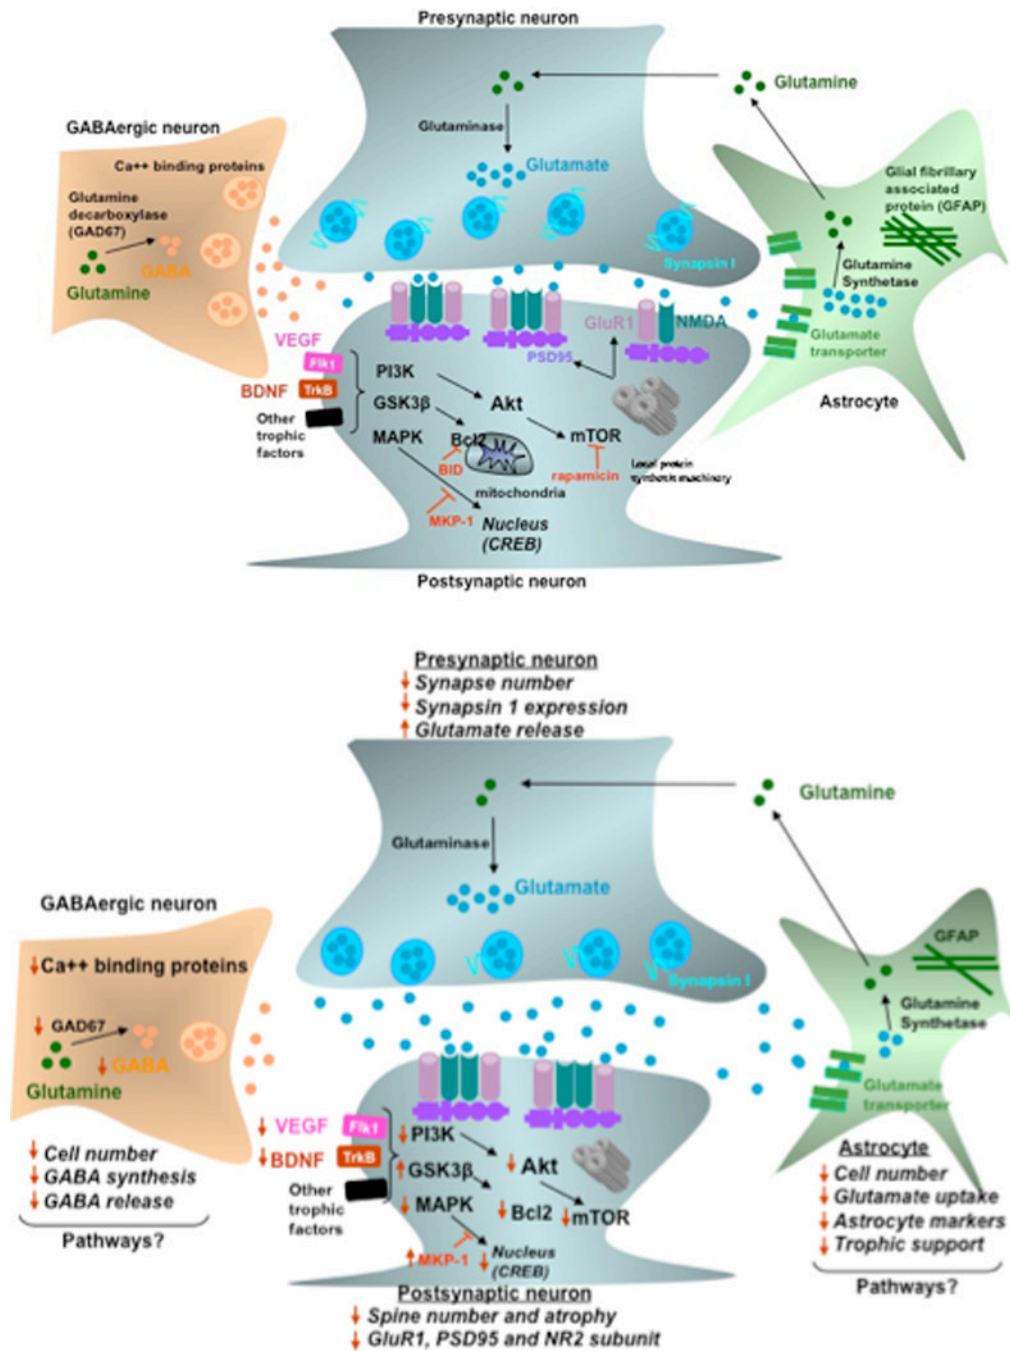 Presynaptic neuron
Glutamine
Glutaminase
Glutamate
Synapsin I
GABAergic neuron
Ca++ binding proteins
Glutamine
decarboxylase
(GAD67)
GABA
Glutamine
Glial fibrillary
associated
protein (GFAP)
Glutamine
Synthetase
Glutamate
transporter
Astrocyte
GluR1
NMDA
PSD95
VEGF
Flk1
BDNF
TrkB
Other
trophic
factors
PI3K
GSK3β
MAPK
Akt
Bcl2
mTOR
BID
rapamicin
Local protein
synthesis machinery
mitochondria
MKP-1
Nucleus
(CREB)
Postsynaptic neuron
Presynaptic neuron
↓ Synapse number
↓ Synapsin 1 expression
↑ Glutamate release
Glutamine
Glutaminase
Glutamate
Synapsin I
GABAergic neuron
↓Ca++ binding proteins
↓ GAD67
↓ GABA
Glutamine
↓ Cell number
↓ GABA synthesis
↓ GABA release
Pathways?
GFAP
Glutamine
Synthetase
Glutamate
transporter
Astrocyte
↓ Cell number
↓ Glutamate uptake
↓ Astrocyte markers
↓ Trophic support
Pathways?
↓ VEGF
Flk1
↓BDNF
TrkB
Other
trophic
factors
↓ PI3K
↑ GSK3β
↓ MAPK
↓ Akt
↓ Bcl2
↓mTOR
↑ MKP-1
↓ Nucleus
(CREB)
Postsynaptic neuron
↓ Spine number and atrophy
↓ GluR1, PSD95 and NR2 subunit